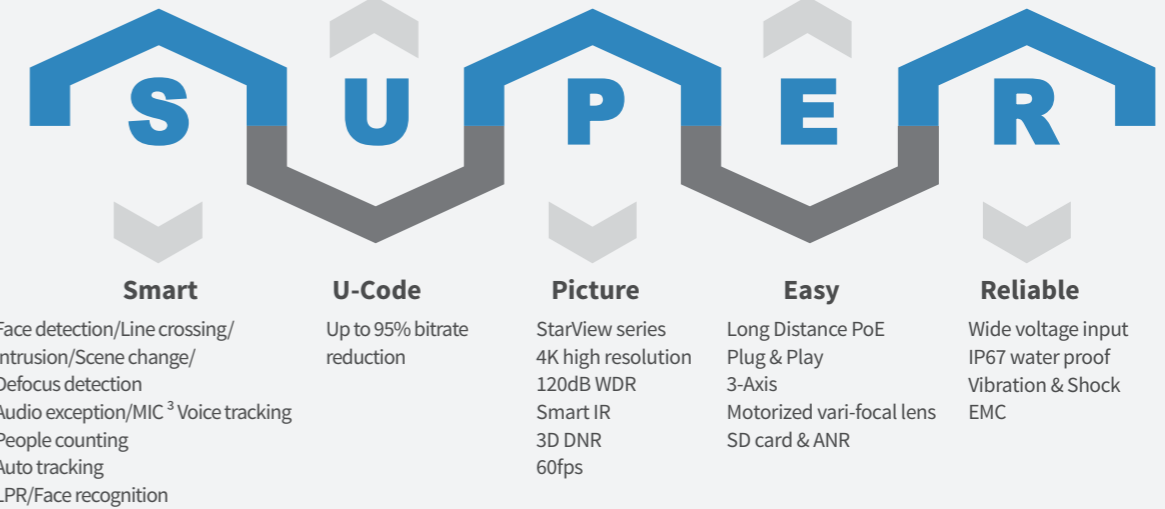 S U P E R
Smart
Face detection/Line crossing/
Intrusion/Scene change/
Defocus detection
Audio exception/MIC ³ Voice tracking
People counting
Auto tracking
LPR/Face recognition
U-Code
Up to 95% bitrate
reduction
Picture
StarView series
4K high resolution
120dB WDR
Smart IR
3D DNR
60fps
Easy
Long Distance PoE
Plug & Play
3-Axis
Motorized vari-focal lens
SD card & ANR
Reliable
Wide voltage input
IP67 water proof
Vibration & Shock
EMC